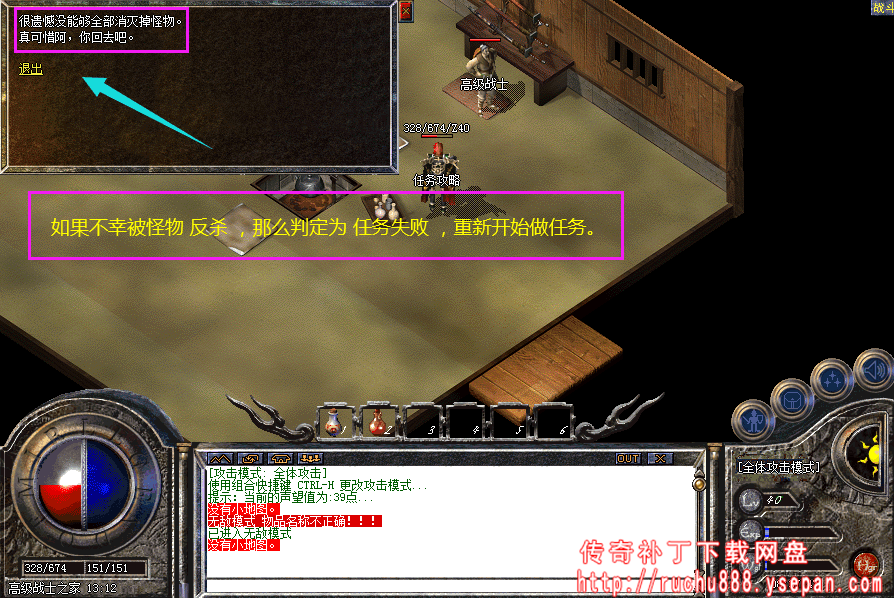 很遗憾没能够全部消灭掉怪物。
真可惜阿，你回去吧。
退出
战斗
高级战士
328/674/Z40
任务攻略
如果不幸被怪物 反杀 ，那么判定为 任务失败 ，重新开始做任务。
1 2 3 4 5 6
OUT X
[攻击模式: 全体攻击]
使用组合快捷键 CTRL-H 更改攻击模式...
提示: 当前的声望值为:39点...
没有小地图。
无敌模式 物品名称不正确！！！
已进入无敌模式
没有小地图。
[全体攻击模式]
Lv 40
Exp
328/674 151/151
高级战士之家 13:12
传奇补丁下载网盘
http://ruchu888.ysepan.com